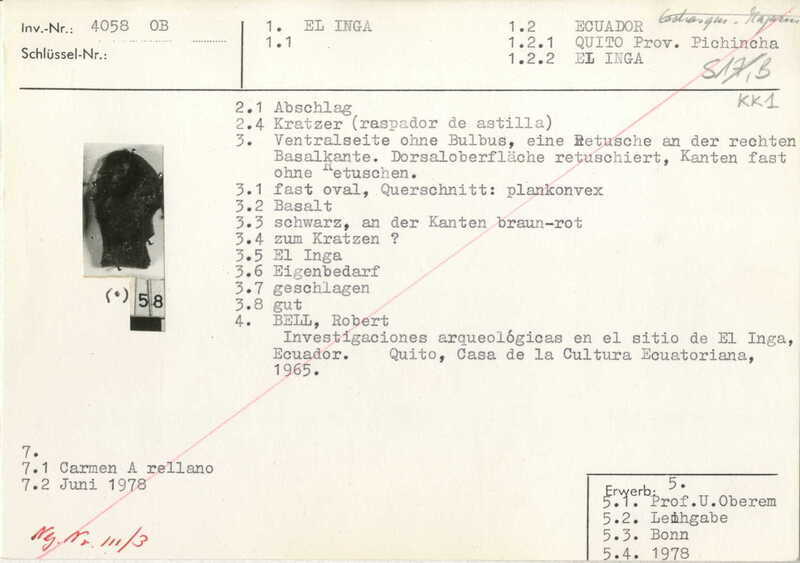 Inv.-Nr.: 4058 OB
Schlüssel-Nr.:
1. EL INGA
1.1
1.2 ECUADOR
1.2.1 QUITO Prov. Pichincha
1.2.2 EL INGA
S17,B
KK1
2.1 Abschlag
2.4 Kratzer (raspador de astilla)
3. Ventralseite ohne Bulbus, eine Retusche an der rechten
Basalkante. Dorsaloberfläche retuschiert, Kanten fast
ohne Retuschen.
3.1 fast oval, Querschnitt: plankonvex
3.2 Basalt
3.3 schwarz, an der Kanten braun-rot
3.4 zum Kratzen ?
3.5 El Inga
3.6 Eigenbedarf
3.7 geschlagen
3.8 gut
4. BELL, Robert
Investigaciones arqueológicas en el sitio de El Inga,
Ecuador. Quito, Casa de la Cultura Ecuatoriana,
1965.
(•) 58
7.
7.1 Carmen A rellano
7.2 Juni 1978
Ng. Nr. III/3
Erwerb: 5.
5.1. Prof.U.Oberem
5.2. Leihgabe
5.3. Bonn
5.4. 1978